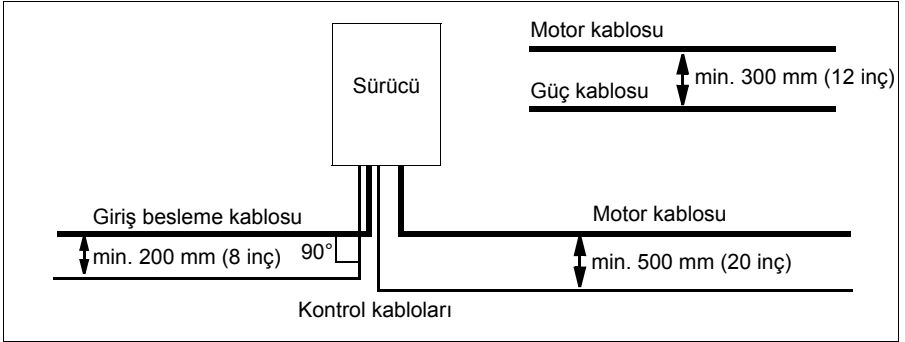 Motor kablosu
min. 300 mm (12 inç)
Güç kablosu
Sürücü
Giriş besleme kablosu
min. 200 mm (8 inç)
90°
Motor kablosu
min. 500 mm (20 inç)
Kontrol kabloları